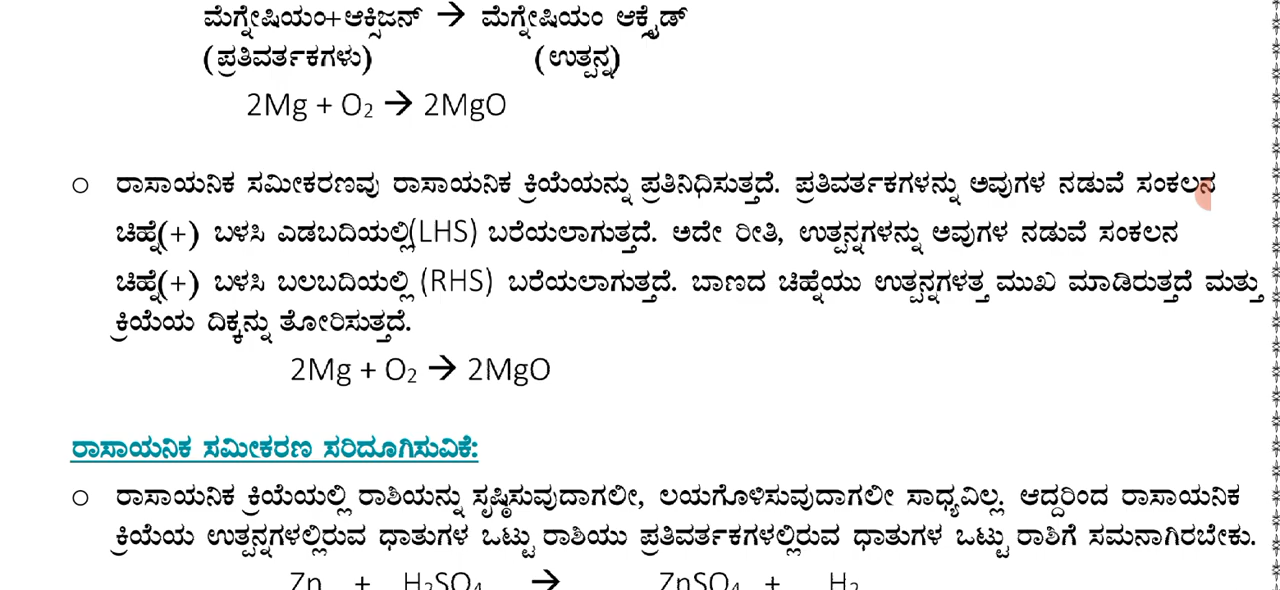 ಮೆಗ್ನೇಷಿಯಂ+ಆಕ್ಸಿಜನ್ → ಮೆಗ್ನೇಷಿಯಂ ಆಕ್ಸೈಡ್
(ಪ್ರತಿವರ್ತಕಗಳು) (ಉತ್ಪನ್ನ)
2Mg + O₂ → 2MgO
○ ರಾಸಾಯನಿಕ ಸಮೀಕರಣವು ರಾಸಾಯನಿಕ ಕ್ರಿಯೆಯನ್ನು ಪ್ರತಿನಿಧಿಸುತ್ತದೆ. ಪ್ರತಿವರ್ತಕಗಳನ್ನು ಅವುಗಳ ನಡುವೆ ಸಂಕಲನ
ಚಿಹ್ನೆ(+) ಬಳಸಿ ಎಡಬದಿಯಲ್ಲಿ(LHS) ಬರೆಯಲಾಗುತ್ತದೆ. ಅದೇ ರೀತಿ, ಉತ್ಪನ್ನಗಳನ್ನು ಅವುಗಳ ನಡುವೆ ಸಂಕಲನ
ಚಿಹ್ನೆ(+) ಬಳಸಿ ಬಲಬದಿಯಲ್ಲಿ (RHS) ಬರೆಯಲಾಗುತ್ತದೆ. ಬಾಣದ ಚಿಹ್ನೆಯು ಉತ್ಪನ್ನಗಳತ್ತ ಮುಖ ಮಾಡಿರುತ್ತದೆ ಮತ್ತು
ಕ್ರಿಯೆಯ ದಿಕ್ಕನ್ನು ತೋರಿಸುತ್ತದೆ.
2Mg + O₂ → 2MgO
ರಾಸಾಯನಿಕ ಸಮೀಕರಣ ಸರಿದೂಗಿಸುವಿಕೆ:
○ ರಾಸಾಯನಿಕ ಕ್ರಿಯೆಯಲ್ಲಿ ರಾಶಿಯನ್ನು ಸೃಷ್ಠಿಸುವುದಾಗಲೀ, ಲಯಗೊಳಿಸುವುದಾಗಲೀ ಸಾಧ್ಯವಿಲ್ಲ. ಆದ್ದರಿಂದ ರಾಸಾಯನಿಕ
ಕ್ರಿಯೆಯ ಉತ್ಪನ್ನಗಳಲ್ಲಿರುವ ಧಾತುಗಳ ಒಟ್ಟು ರಾಶಿಯು ಪ್ರತಿವರ್ತಕಗಳಲ್ಲಿರುವ ಧಾತುಗಳ ಒಟ್ಟು ರಾಶಿಗೆ ಸಮನಾಗಿರಬೇಕು.
Zn + H₂SO₄ → ZnSO₄ + H₂